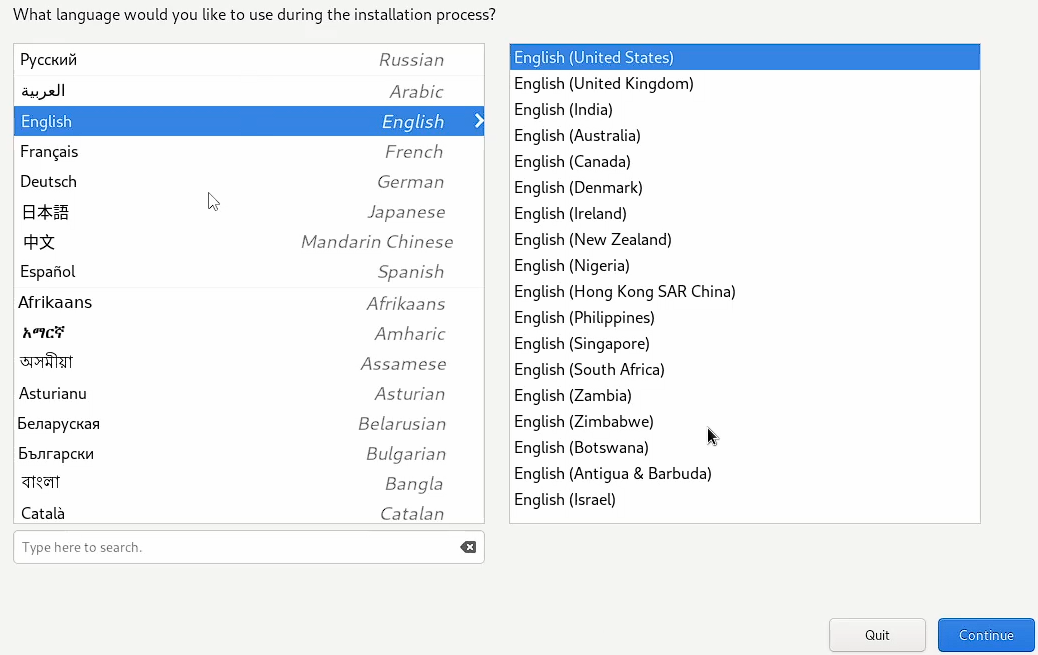 What language would you like to use during the installation process?
Русский Russian
العربية Arabic
English English
Français French
Deutsch German
日本語 Japanese
中文 Mandarin Chinese
Español Spanish
Afrikaans Afrikaans
አማርኛ Amharic
অসমীয়া Assamese
Asturianu Asturian
Беларуская Belarusian
Български Bulgarian
বাংলা Bangla
Català Catalan
Type here to search.
English (United States)
English (United Kingdom)
English (India)
English (Australia)
English (Canada)
English (Denmark)
English (Ireland)
English (New Zealand)
English (Nigeria)
English (Hong Kong SAR China)
English (Philippines)
English (Singapore)
English (South Africa)
English (Zambia)
English (Zimbabwe)
English (Botswana)
English (Antigua & Barbuda)
English (Israel)
Quit
Continue